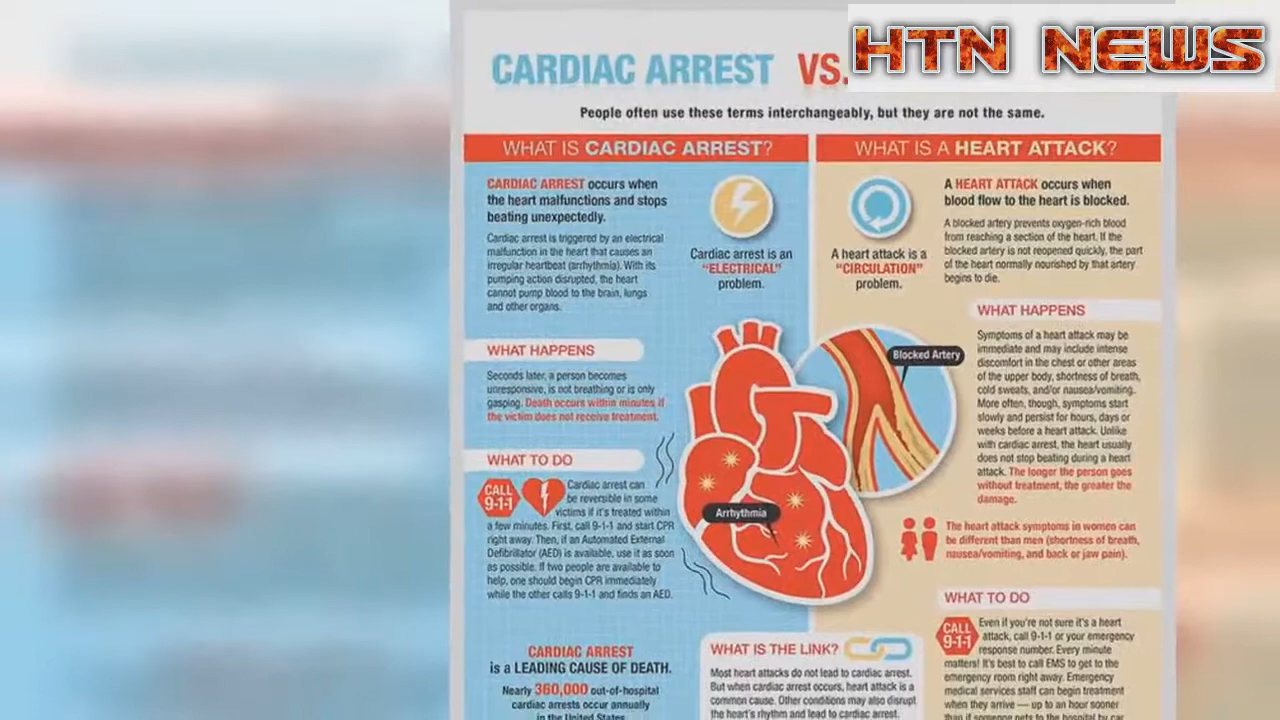 HTN NEWS
CARDIAC ARREST VS.
People often use these terms interchangeably, but they are not the same.
WHAT IS CARDIAC ARREST?
CARDIAC ARREST occurs when
the heart malfunctions and stops
beating unexpectedly.
Cardiac arrest is triggered by an electrical
malfunction in the heart that causes an
irregular heartbeat (arrhythmia). With its
pumping action disrupted, the heart
cannot pump blood to the brain, lungs
and other organs.
Cardiac arrest is an
"ELECTRICAL"
problem.
WHAT HAPPENS
Seconds later, a person becomes
unresponsive, is not breathing or is only
gasping. Death occurs within minutes if
the victim does not receive treatment.
WHAT TO DO
CALL
9-1-1
Cardiac arrest can
be reversible in some
victims if it's treated within
a few minutes. First, call 9-1-1 and start CPR
right away. Then, if an Automated External
Defibrillator (AED) is available, use it as soon
as possible. If two people are available to
help, one should begin CPR immediately
while the other calls 9-1-1 and finds an AED.
CARDIAC ARREST
is a LEADING CAUSE OF DEATH.
Nearly 360,000 out-of-hospital
cardiac arrests occur annually
in the United States
Arrhythmia
Blocked Artery
WHAT IS THE LINK?
Most heart attacks do not lead to cardiac arrest.
But when cardiac arrest occurs, heart attack is a
common cause. Other conditions may also disrupt
the heart's rhythm and lead to cardiac arrest.
WHAT IS A HEART ATTACK?
A heart attack is a
"CIRCULATION"
problem.
A HEART ATTACK occurs when
blood flow to the heart is blocked.
A blocked artery prevents oxygen-rich blood
from reaching a section of the heart. If the
blocked artery is not reopened quickly, the part
of the heart normally nourished by that artery
begins to die.
WHAT HAPPENS
Symptoms of a heart attack may be
immediate and may include intense
discomfort in the chest or other areas
of the upper body, shortness of breath,
cold sweats, and/or nausea/vomiting.
More often, though, symptoms start
slowly and persist for hours, days or
weeks before a heart attack. Unlike
with cardiac arrest, the heart usually
does not stop beating during a heart
attack. The longer the person goes
without treatment, the greater the
damage.
The heart attack symptoms in women can
be different than men (shortness of breath,
nausea/vomiting, and back or jaw pain).
WHAT TO DO
CALL
9-1-1
Even if you're not sure it's a heart
attack, call 9-1-1 or your emergency
response number. Every minute
matters! It's best to call EMS to get to the
emergency room right away. Emergency
medical services staff can begin treatment
when they arrive — up to an hour sooner
than if someone gets to the hospital by car.